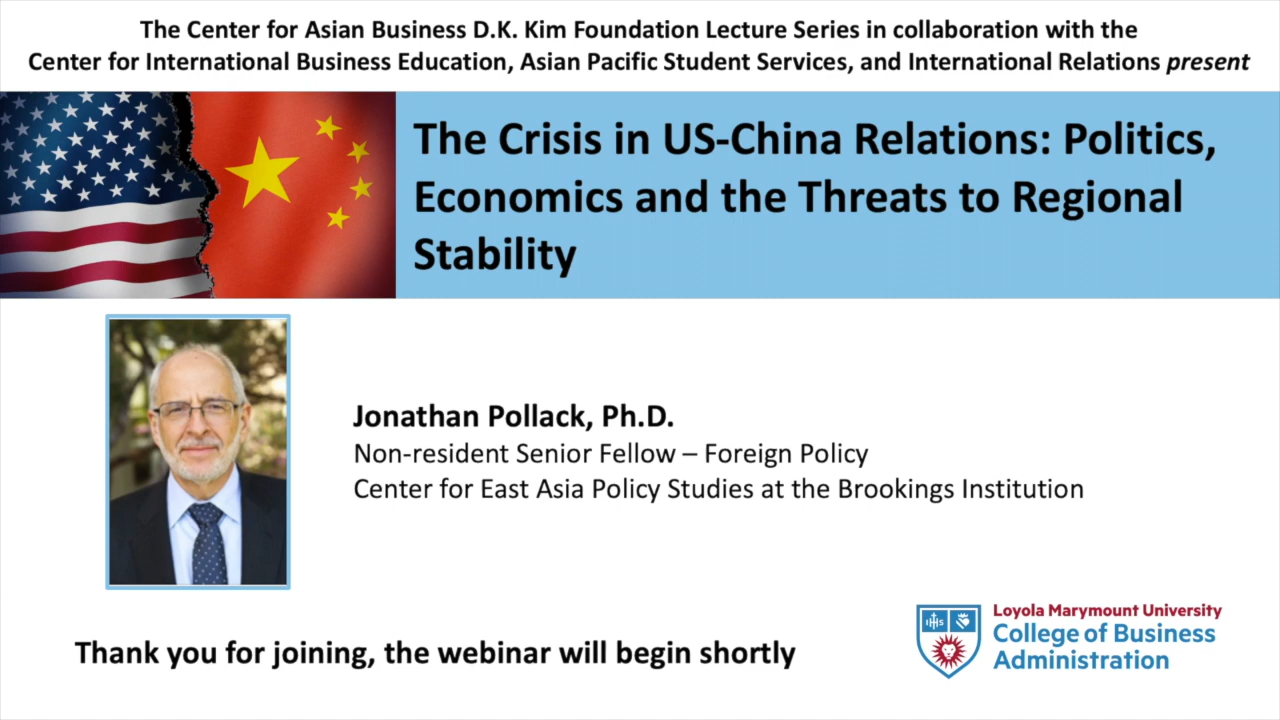 The Center for Asian Business D.K. Kim Foundation Lecture Series in collaboration with the
Center for International Business Education, Asian Pacific Student Services, and International Relations present
The Crisis in US-China Relations: Politics,
Economics and the Threats to Regional
Stability
Jonathan Pollack, Ph.D.
Non-resident Senior Fellow – Foreign Policy
Center for East Asia Policy Studies at the Brookings Institution
Thank you for joining, the webinar will begin shortly
IHS
Loyola Marymount University
College of Business
Administration